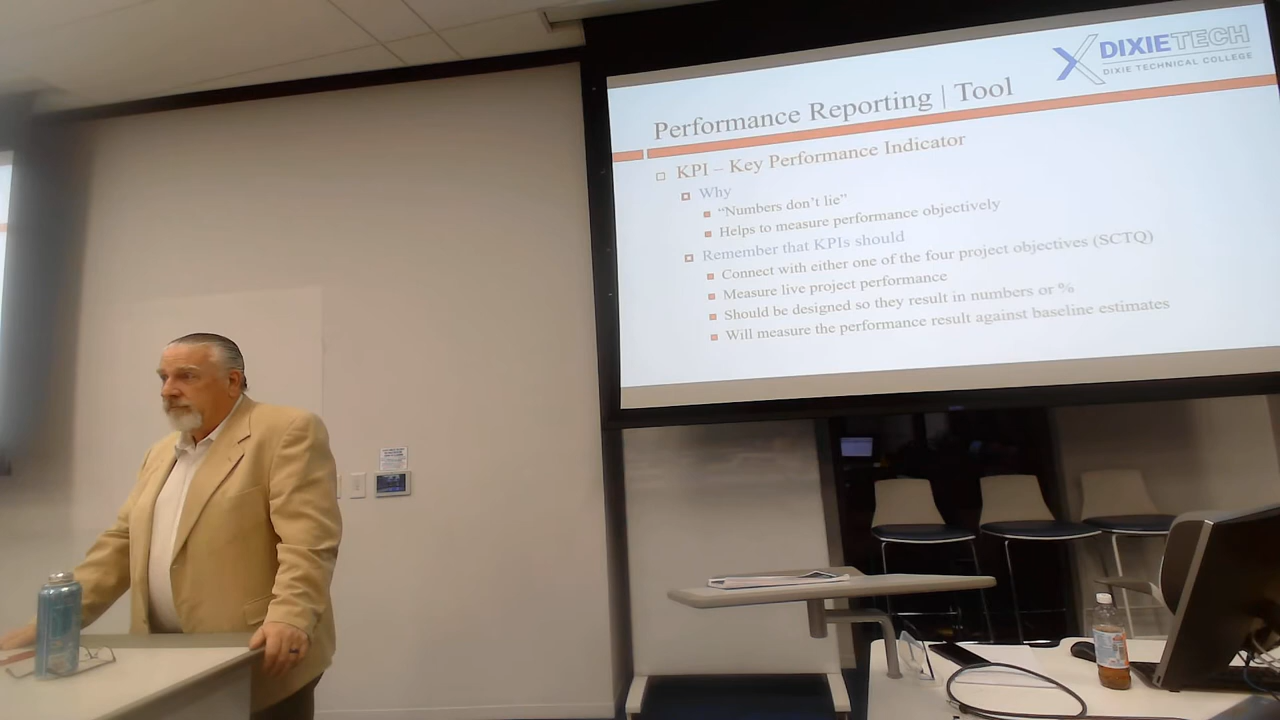 DIXIETECH
DIXIE TECHNICAL COLLEGE
Performance Reporting | Tool
KPI – Key Performance Indicator
Why
“Numbers don’t lie”
Helps to measure performance objectively
Remember that KPIs should
Connect with either one of the four project objectives (SCTQ)
Measure live project performance
Should be designed so they result in numbers or %
Will measure the performance result against baseline estimates